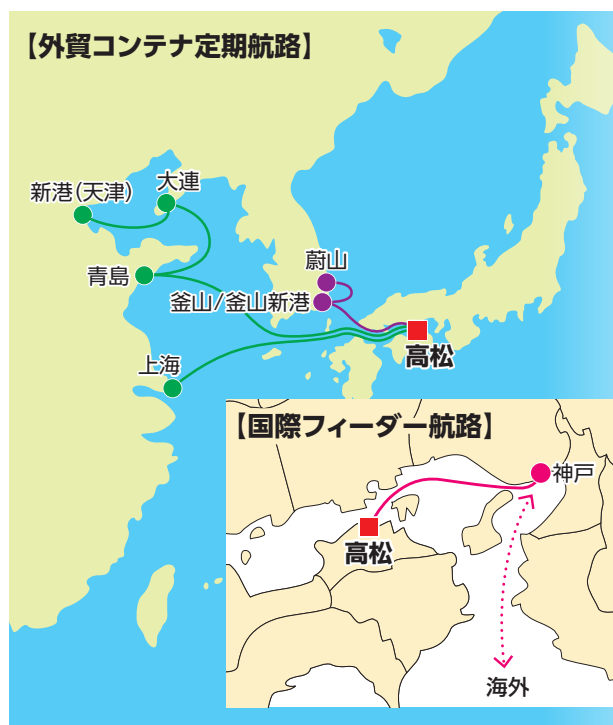 【外貿コンテナ定期航路】
大連
新港(天津)
青島
蔚山
釜山/釜山新港
高松
上海
【国際フィーダー航路】
神戸
高松
海外